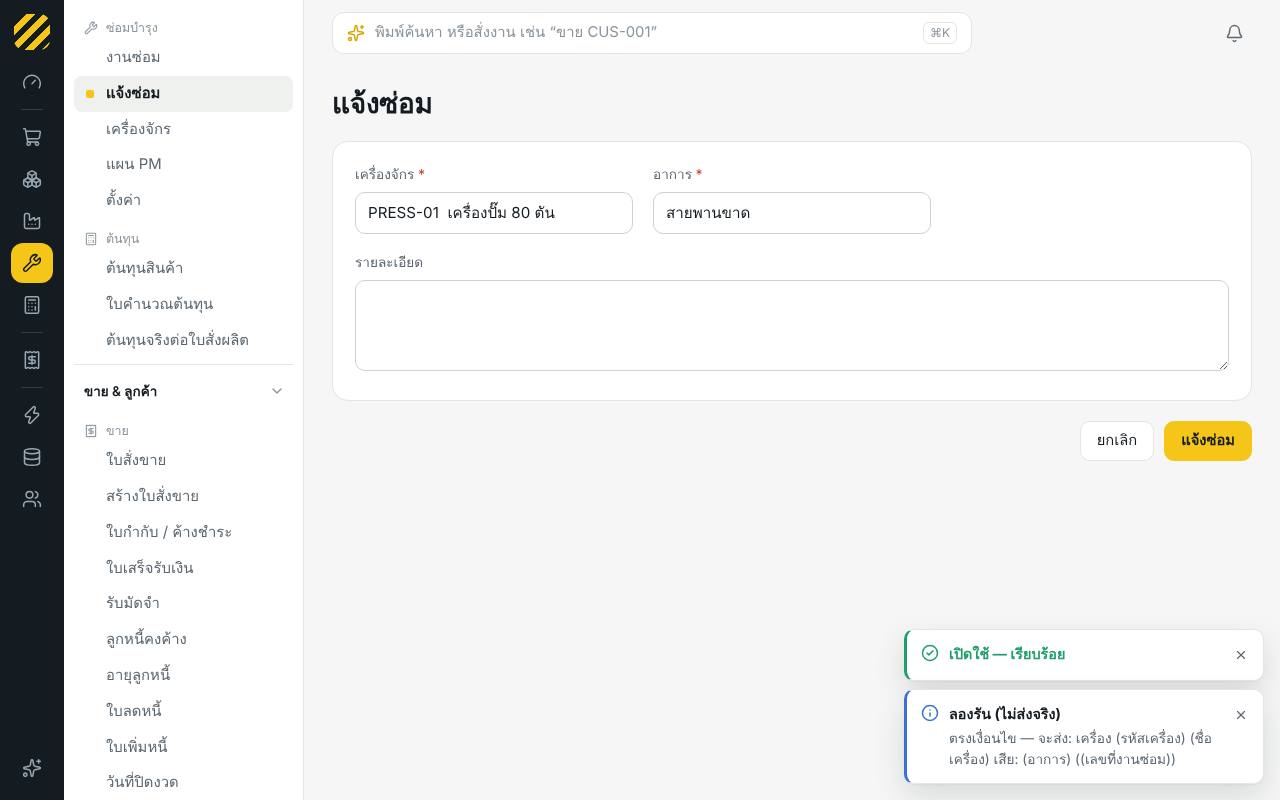 ซ่อมบำรุง
งานซ่อม
แจ้งซ่อม
เครื่องจักร
แผน PM
ตั้งค่า
ต้นทุน
ต้นทุนสินค้า
ใบคำนวณต้นทุน
ต้นทุนจริงต่อใบสั่งผลิต
ขาย & ลูกค้า
ขาย
ใบสั่งขาย
สร้างใบสั่งขาย
ใบกำกับ / ค้างชำระ
ใบเสร็จรับเงิน
รับมัดจำ
ลูกหนี้คงค้าง
อายุลูกหนี้
ใบลดหนี้
ใบเพิ่มหนี้
วันที่ปิดงวด
พิมพ์ค้นหา หรือสั่งงาน เช่น “ขาย CUS-001” ⌘K
แจ้งซ่อม
เครื่องจักร * อาการ *
PRESS-01 เครื่องปั๊ม 80 ตัน สายพานขาด
รายละเอียด
ยกเลิก แจ้งซ่อม
เปิดใช้ — เรียบร้อย
ลองรัน (ไม่ส่งจริง)
ตรงเงื่อนไข — จะส่ง: เครื่อง (รหัสเครื่อง) (ชื่อ
เครื่อง) เสีย: (อาการ) ((เลขที่งานซ่อม))